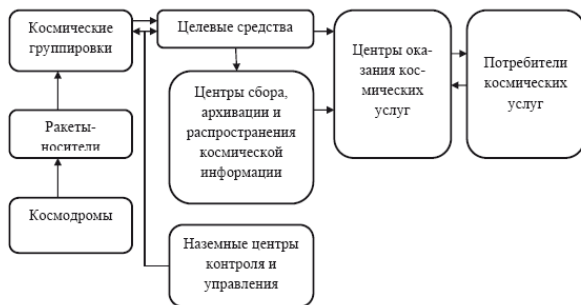 Космические
группировки
Целевые средства
Центры ока-
зания кос-
мических
услуг
Потребители
космических
услуг
Центры сбора,
архивации и
распространения
космической
информации
Ракеты-
носители
Космодромы
Наземные центры
контроля и
управления